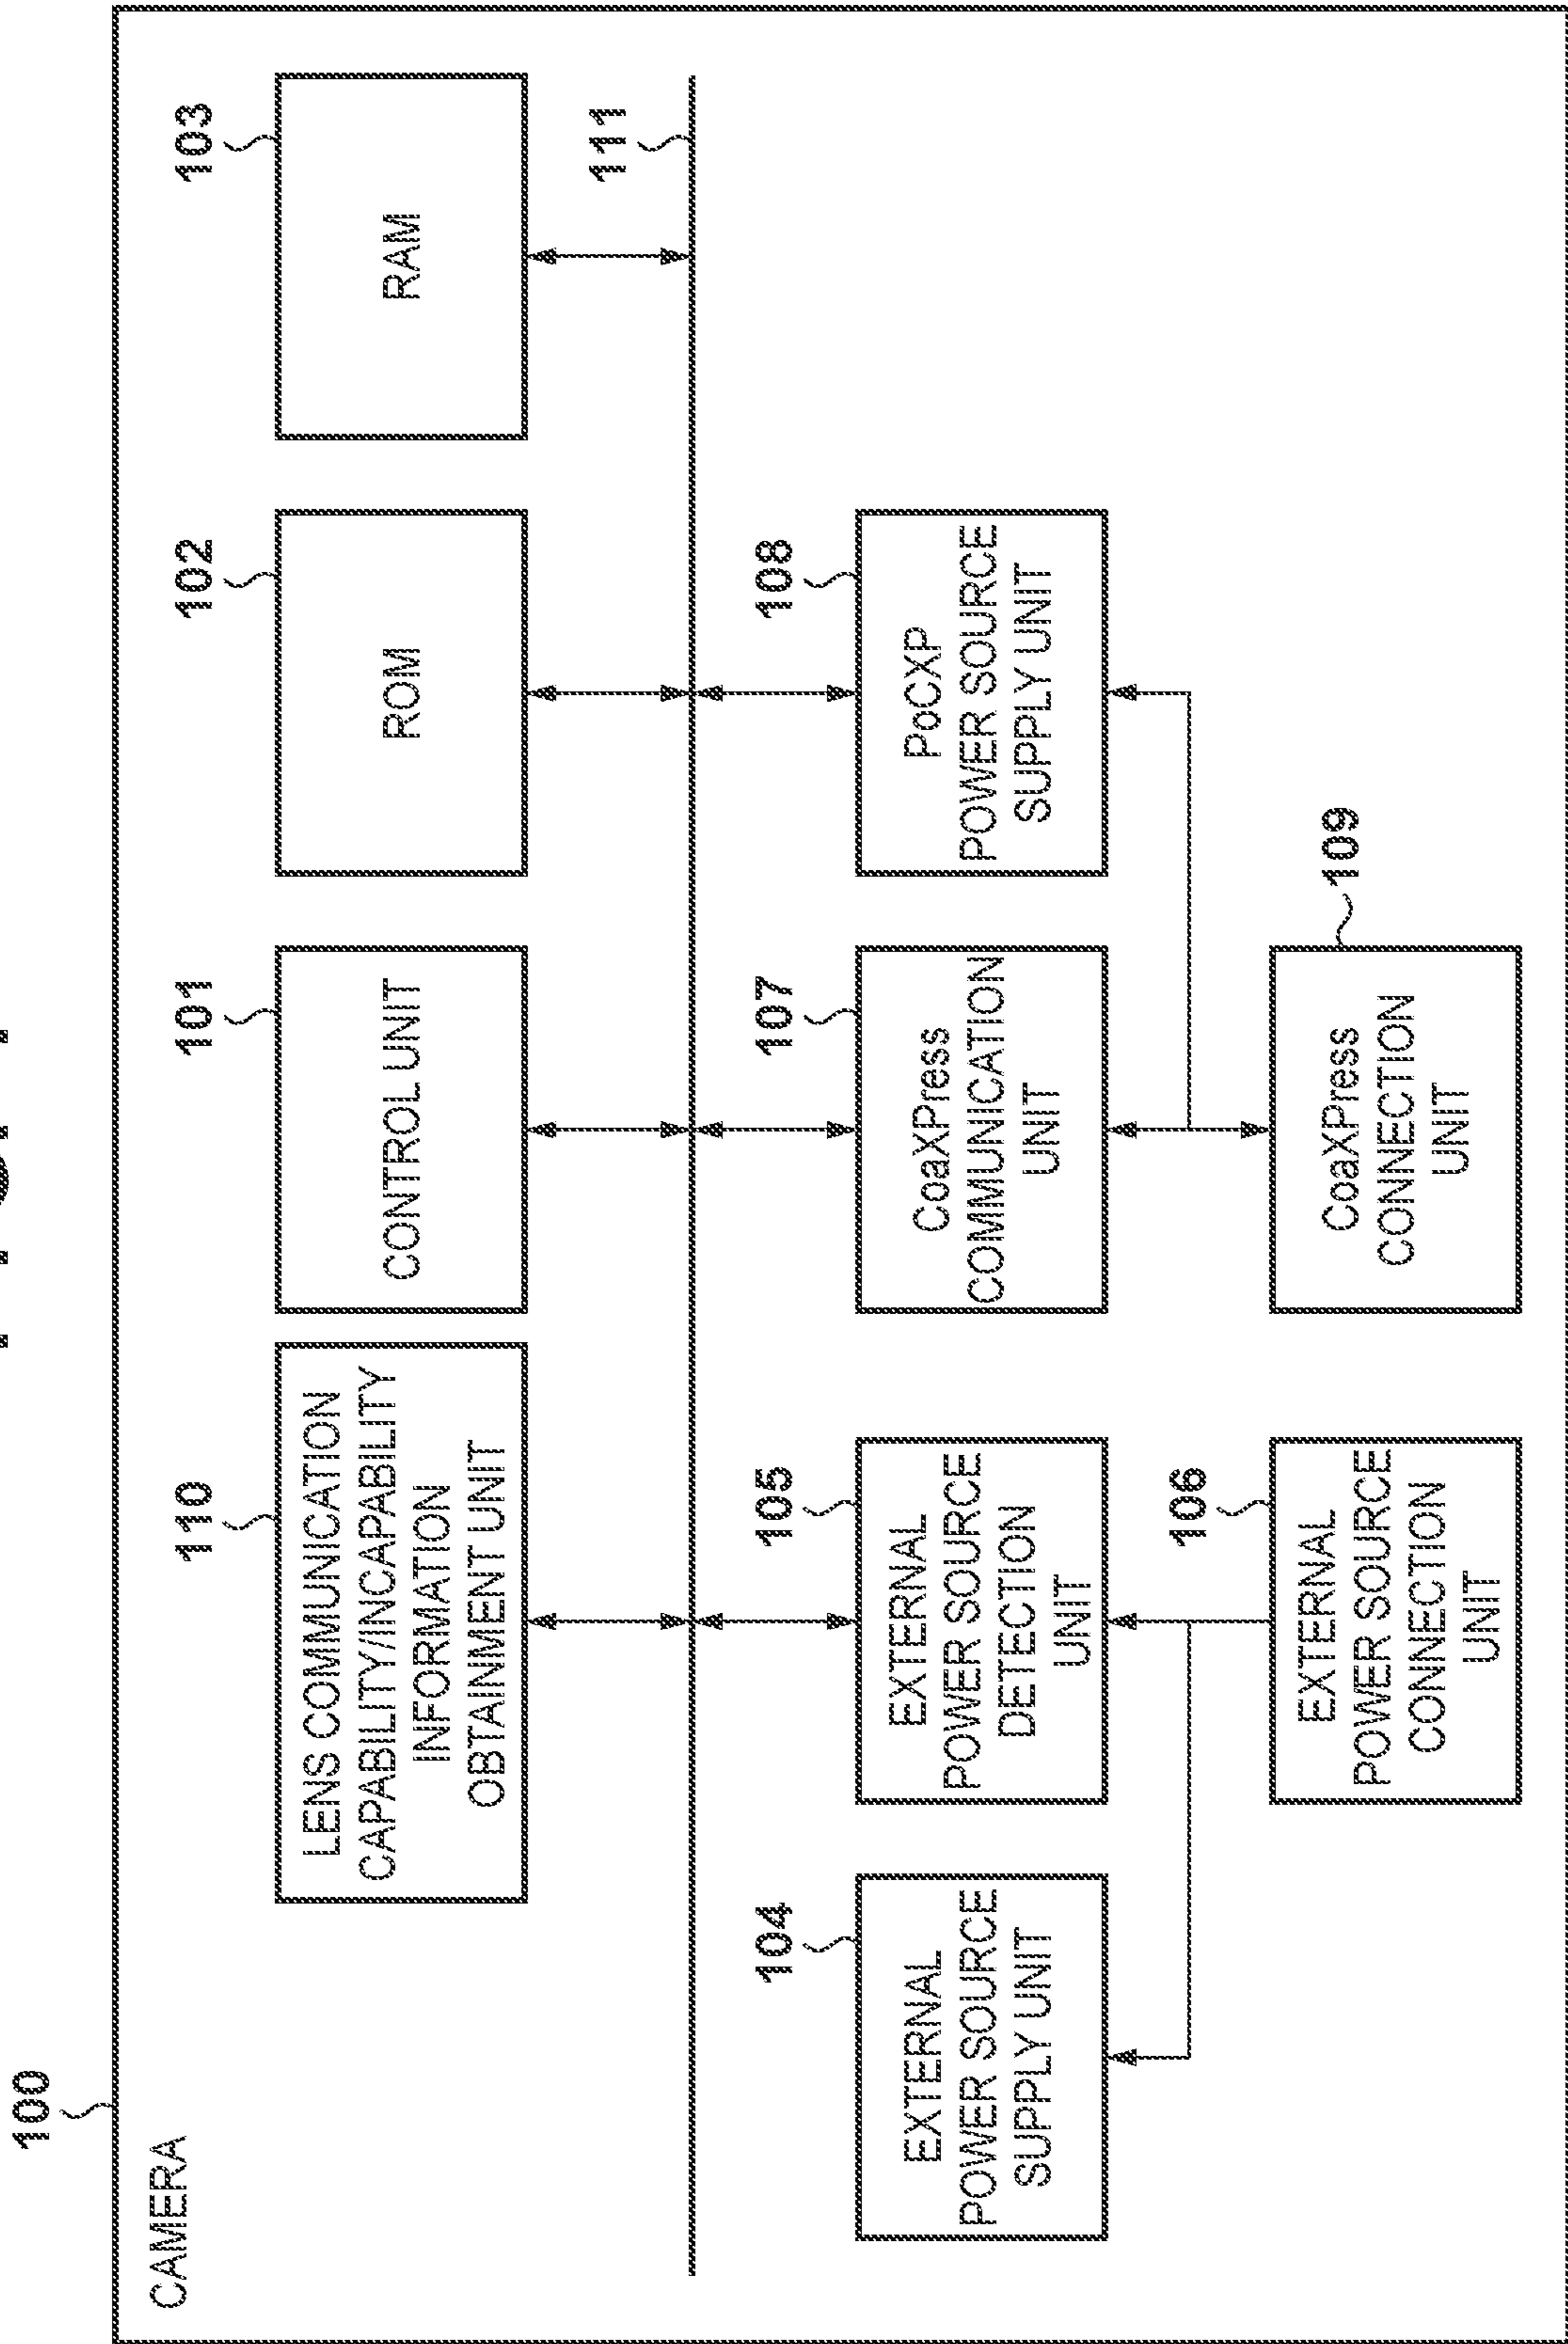 100
CAMERA
110
LENS COMMUNICATION
CAPABILITY/INCAPABILITY
INFORMATION
OBTAINMENT UNIT
101
CONTROL UNIT
102
ROM
103
RAM
111
104
EXTERNAL
POWER SOURCE
SUPPLY UNIT
105
EXTERNAL
POWER SOURCE
DETECTION
UNIT
107
CoaXPress
COMMUNICATION
UNIT
108
PoCXP
POWER SOURCE
SUPPLY UNIT
106
EXTERNAL
POWER SOURCE
CONNECTION
UNIT
109
CoaXPress
CONNECTION
UNIT